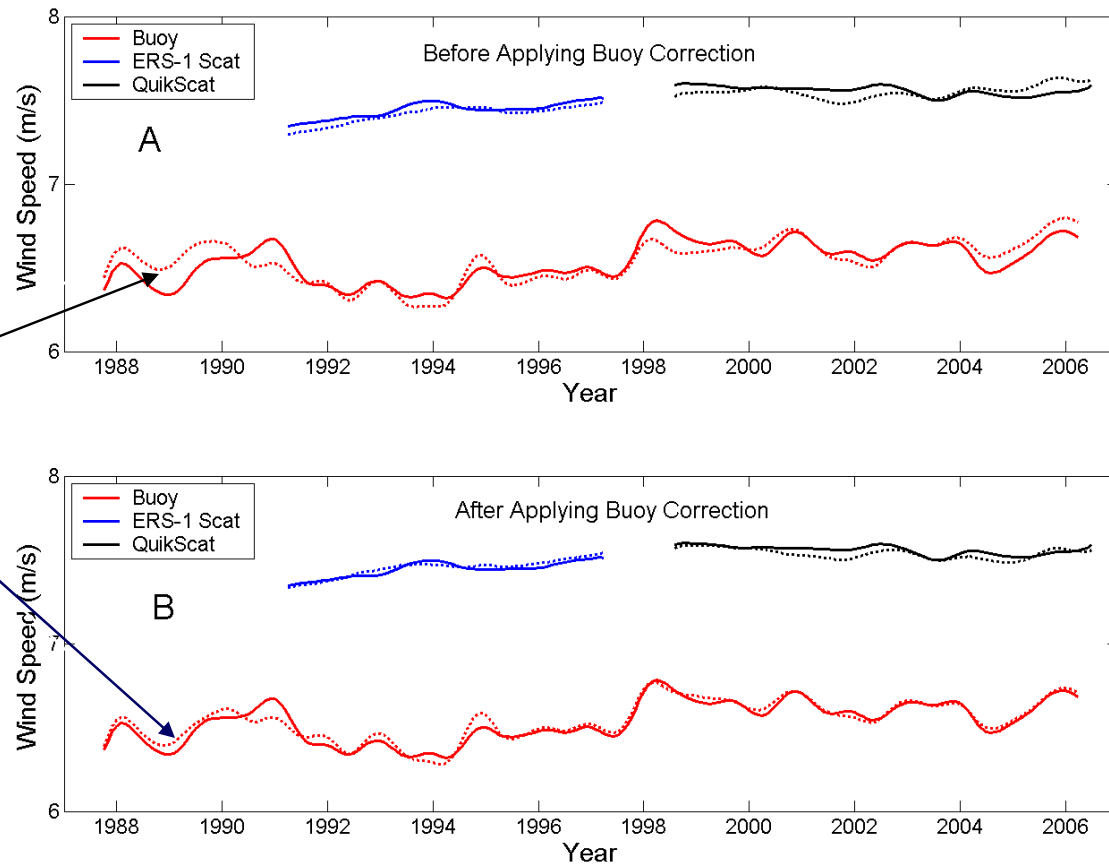 8
Buoy
ERS-1 Scat
QuikScat
Before Applying Buoy Correction
A
7
Wind Speed (m/s)
6
1988 1990 1992 1994 1996 1998 2000 2002 2004 2006
Year
8
Buoy
ERS-1 Scat
QuikScat
After Applying Buoy Correction
B
7
Wind Speed (m/s)
6
1988 1990 1992 1994 1996 1998 2000 2002 2004 2006
Year